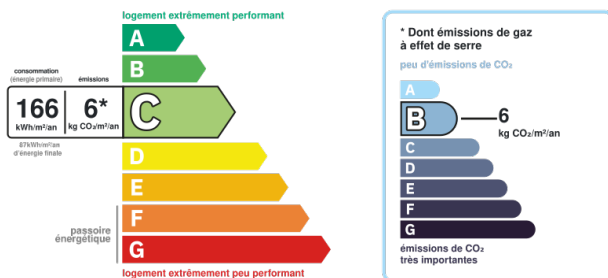 logement extrêmement performant
A
B
consommation
(énergie primaire)
émissions
166
kWh/m²/an
6*
kg CO₂/m²/an
C
87kWh/m²/an
d'énergie finale
D
E
F
G
passoire
énergétique
logement extrêmement peu performant
* Dont émissions de gaz
à effet de serre
peu d'émissions de CO₂
A
B
6
kg CO₂/m²/an
C
D
E
F
G
émissions de CO₂
très importantes